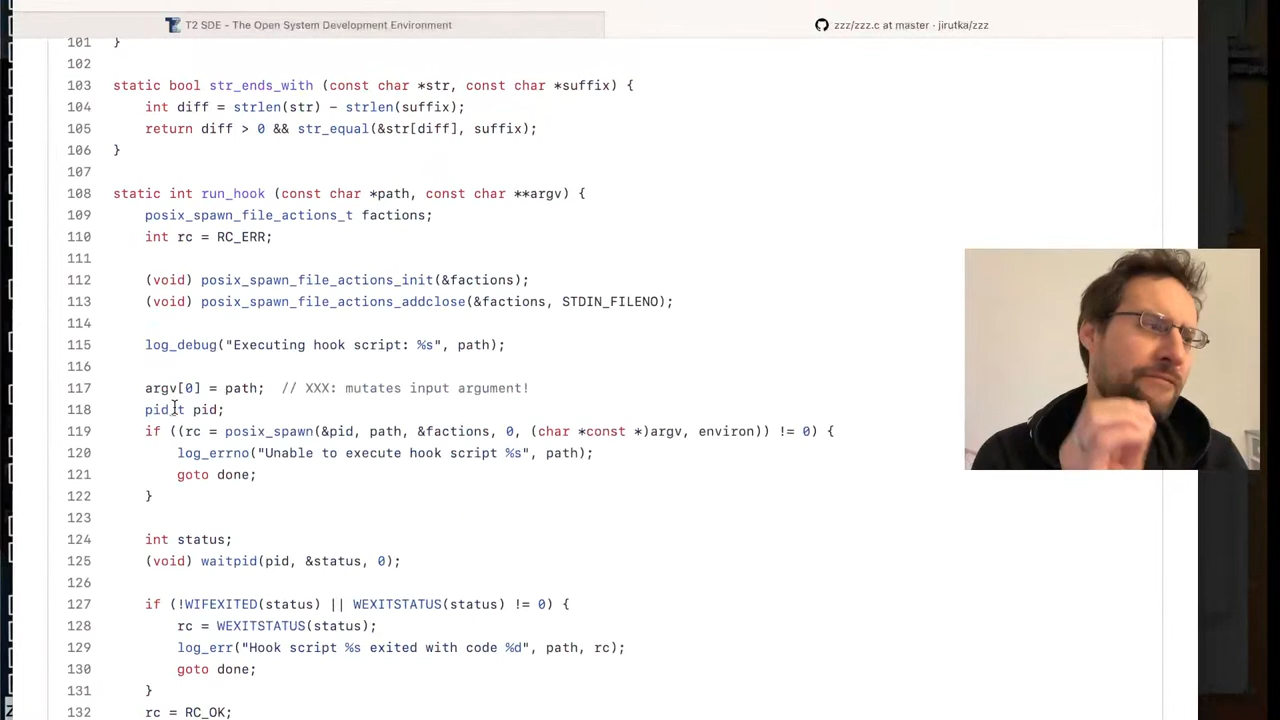 T2 SDE - The Open System Development Environment
zzz/zzz.c at master · jirutka/zzz
101 }
102
103 static bool str_ends_with (const char *str, const char *suffix) {
104 int diff = strlen(str) - strlen(suffix);
105 return diff > 0 && str_equal(&str[diff], suffix);
106 }
107
108 static int run_hook (const char *path, const char **argv) {
109 posix_spawn_file_actions_t factions;
110 int rc = RC_ERR;
111
112 (void) posix_spawn_file_actions_init(&factions);
113 (void) posix_spawn_file_actions_addclose(&factions, STDIN_FILENO);
114
115 log_debug("Executing hook script: %s", path);
116
117 argv[0] = path; // XXX: mutates input argument!
118 pid_t pid;
119 if ((rc = posix_spawn(&pid, path, &factions, 0, (char *const *)argv, environ)) != 0) {
120 log_errno("Unable to execute hook script %s", path);
121 goto done;
122 }
123
124 int status;
125 (void) waitpid(pid, &status, 0);
126
127 if (!WIFEXITED(status) || WEXITSTATUS(status) != 0) {
128 rc = WEXITSTATUS(status);
129 log_err("Hook script %s exited with code %d", path, rc);
130 goto done;
131 }
132 rc = RC_OK;